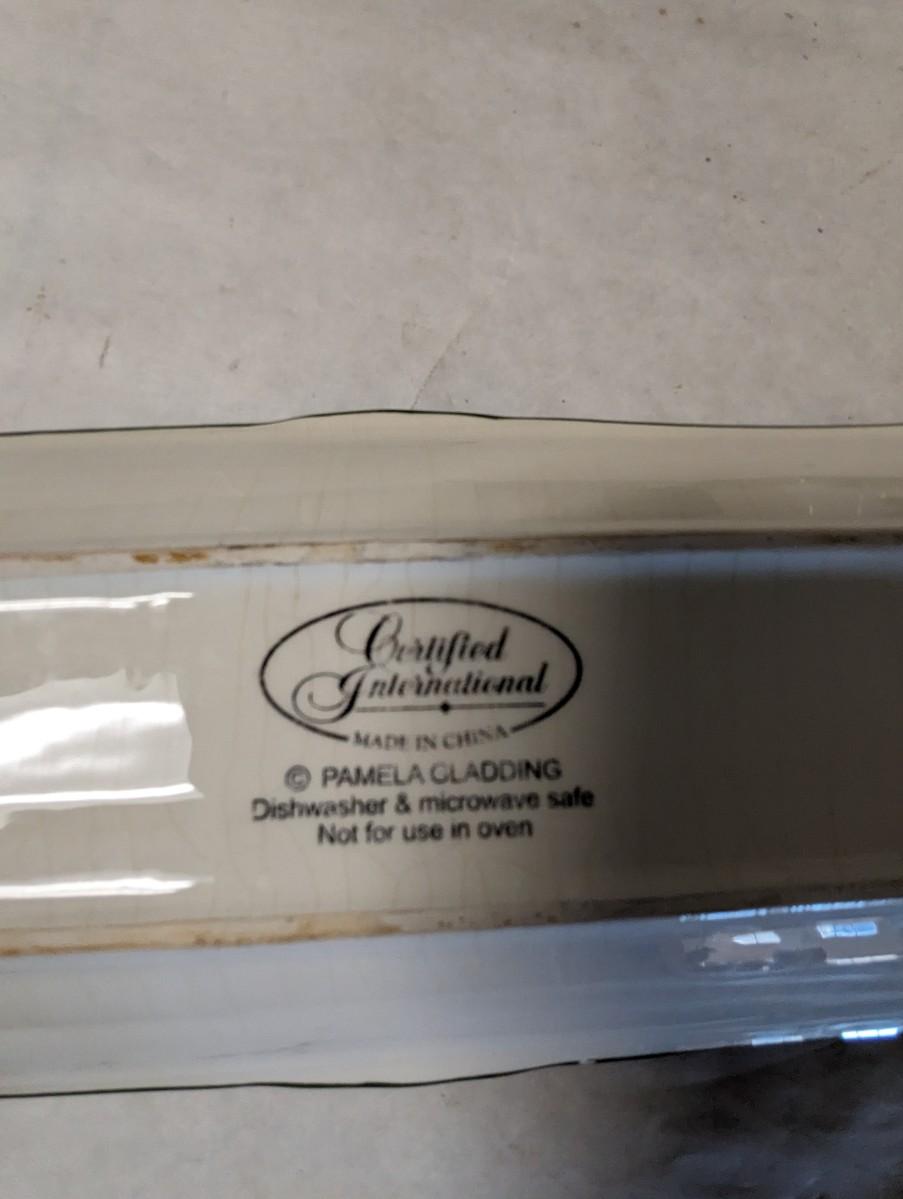 Certified
International
MADE IN CHINA
© PAMELA GLADDING
Dishwasher & microwave safe
Not for use in oven